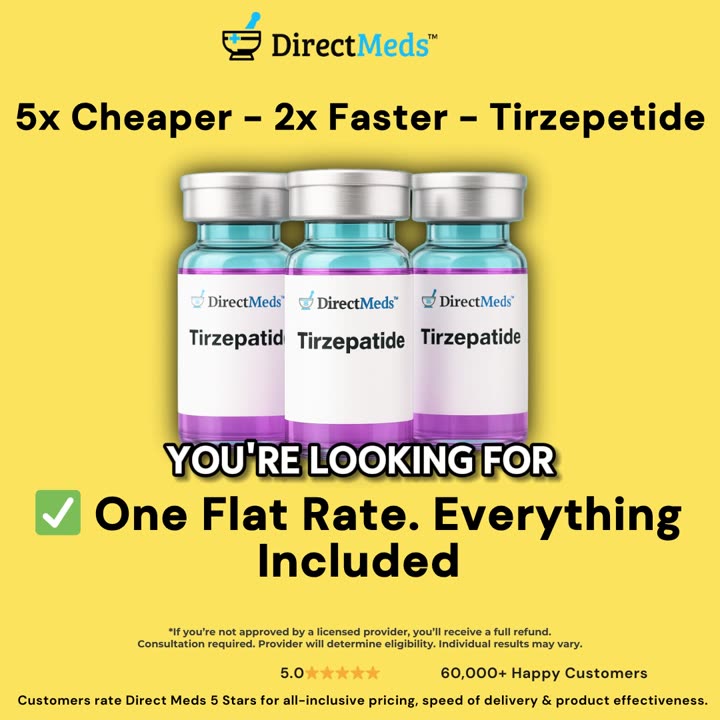 DirectMeds™
5x Cheaper – 2x Faster – Tirzepetide
DirectMeds™
Tirzepatid
DirectMeds™
Tirzepatide
DirectMeds™
Tirzepatide
YOU'RE LOOKING FOR
✅ One Flat Rate. Everything
Included
*If you're not approved by a licensed provider, you'll receive a full refund.
Consultation required. Provider will determine eligibility. Individual results may vary.
5.0⭐⭐⭐⭐⭐ 60,000+ Happy Customers
Customers rate Direct Meds 5 Stars for all-inclusive pricing, speed of delivery & product effectiveness.